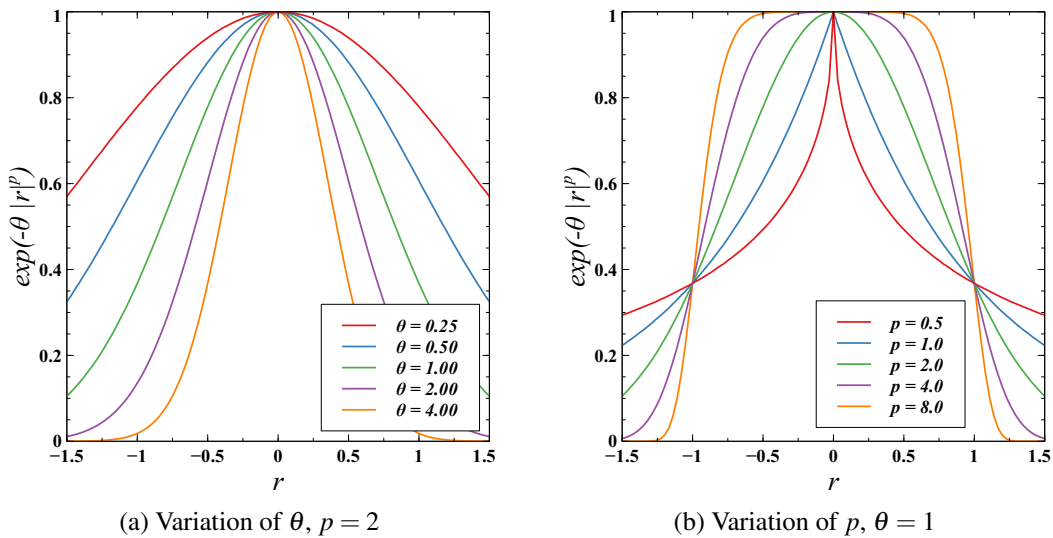 1
0.8
0.6
0.4
0.2
0
exp(-θ |r|^p)
−1.5 −1 −0.5 0 0.5 1 1.5
r
θ = 0.25
θ = 0.50
θ = 1.00
θ = 2.00
θ = 4.00
(a) Variation of θ, p = 2
1
0.8
0.6
0.4
0.2
0
exp(-θ |r|^p)
−1.5 −1 −0.5 0 0.5 1 1.5
r
p = 0.5
p = 1.0
p = 2.0
p = 4.0
p = 8.0
(b) Variation of p, θ = 1